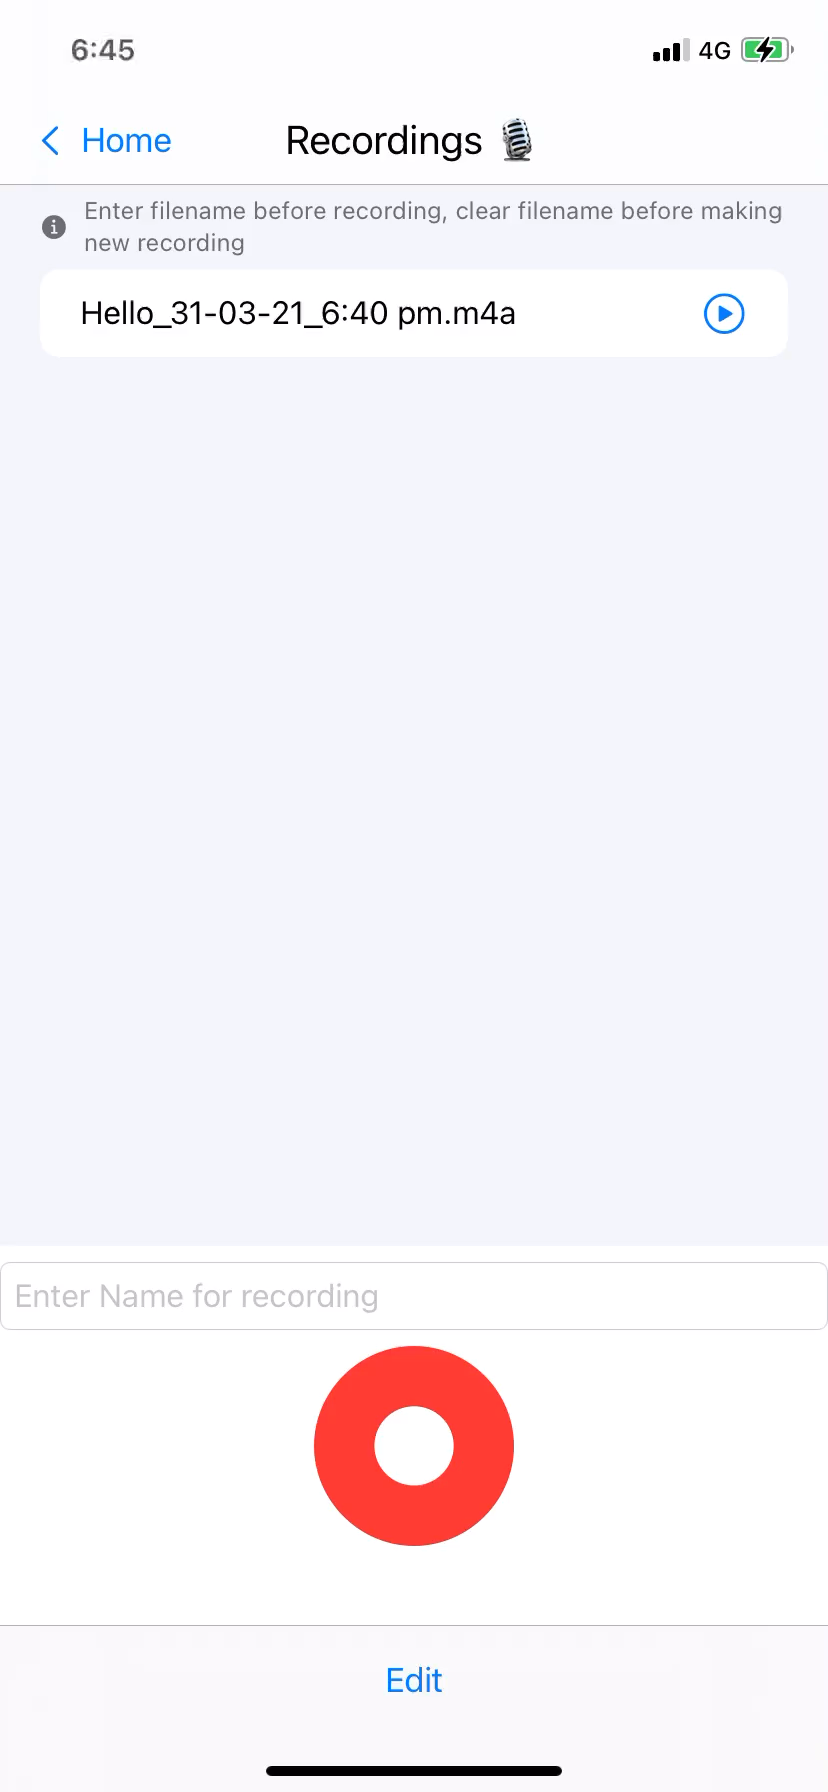 6:45
4G
Home
Recordings 🎙
Enter filename before recording, clear filename before making
new recording
Hello_31-03-21_6:40 pm.m4a
Enter Name for recording
Edit